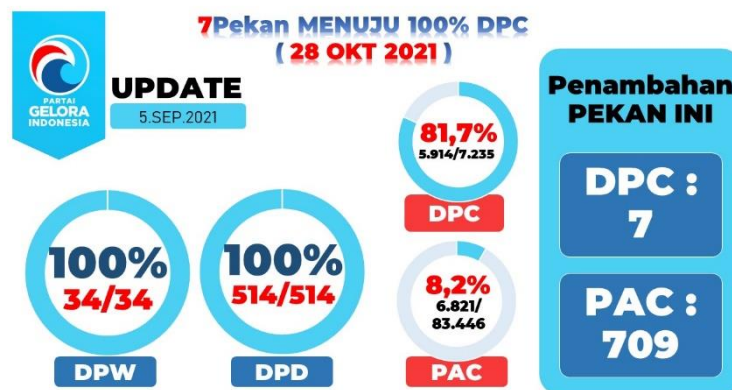 7Pekan MENUJU 100% DPC
( 28 OKT 2021 )
PARTAI
GELORA
INDONESIA
UPDATE
5.SEP.2021
81,7%
5.914/7.235
DPC
100%
34/34
DPW
100%
514/514
DPD
8,2%
6.821/
83.446
PAC
Penambahan
PEKAN INI
DPC :
7
PAC :
709